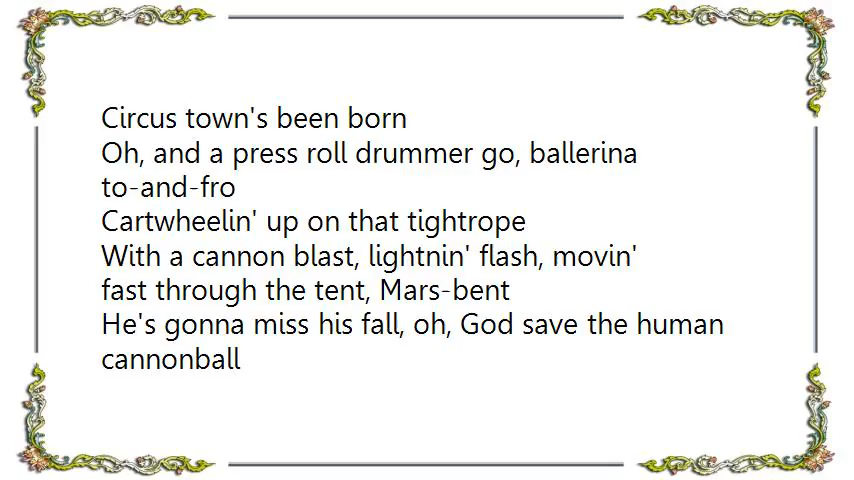 Circus town's been born
Oh, and a press roll drummer go, ballerina
to-and-fro
Cartwheelin' up on that tightrope
With a cannon blast, lightnin' flash, movin'
fast through the tent, Mars-bent
He's gonna miss his fall, oh, God save the human
cannonball